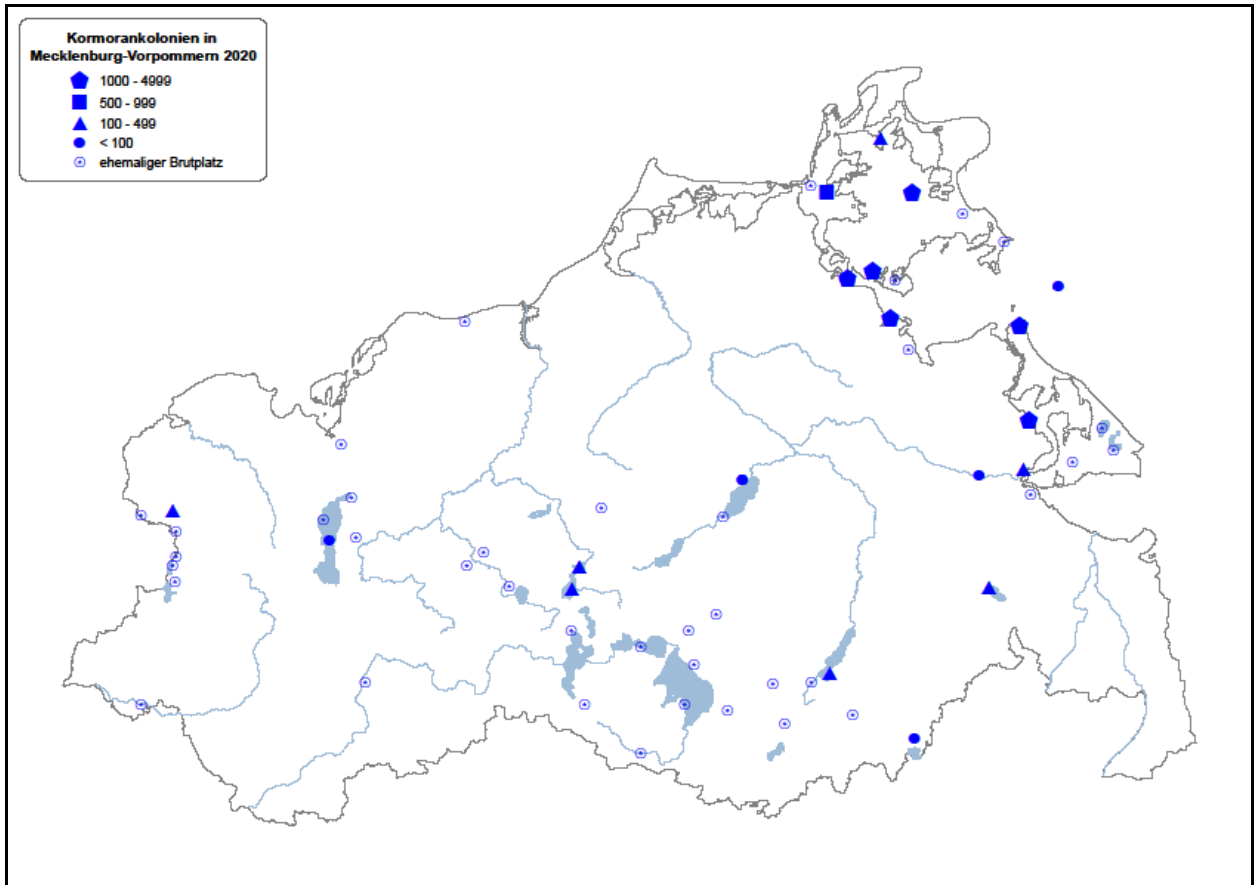 Kormorankolonien in
Mecklenburg-Vorpommern 2020
1000 - 4999
500 - 999
100 - 499
< 100
ehemaliger Brutplatz